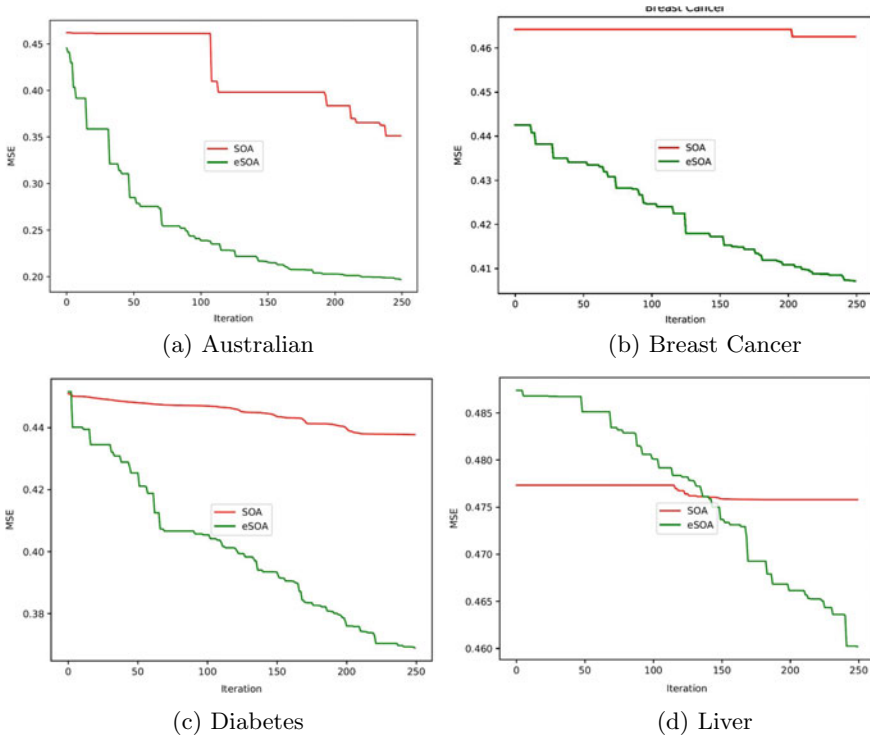 0.45
0.40
0.35
0.30
0.25
0.20
MSE
SOA
eSOA
0 50 100 150 200 250
Iteration
(a) Australian
Breast Cancer
0.46
0.45
0.44
0.43
0.42
0.41
MSE
SOA
eSOA
0 50 100 150 200 250
Iteration
(b) Breast Cancer
0.44
0.42
0.40
0.38
MSE
SOA
eSOA
0 50 100 150 200 250
Iteration
(c) Diabetes
0.485
0.480
0.475
0.470
0.465
0.460
MSE
SOA
eSOA
0 50 100 150 200 250
Iteration
(d) Liver